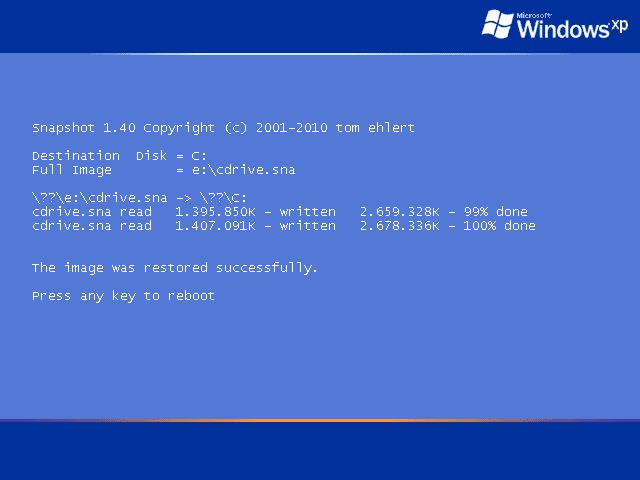 Microsoft
Windows xp
Snapshot 1.40 Copyright (c) 2001-2010 tom ehlert
Destination  Disk = C:
Full Image        = e:\cdrive.sna
\??\e:\cdrive.sna -> \??\C:
cdrive.sna read   1.395.850K - written   2.659.328K - 99% done
cdrive.sna read   1.407.091K - written   2.678.336K - 100% done
The image was restored successfully.
Press any key to reboot